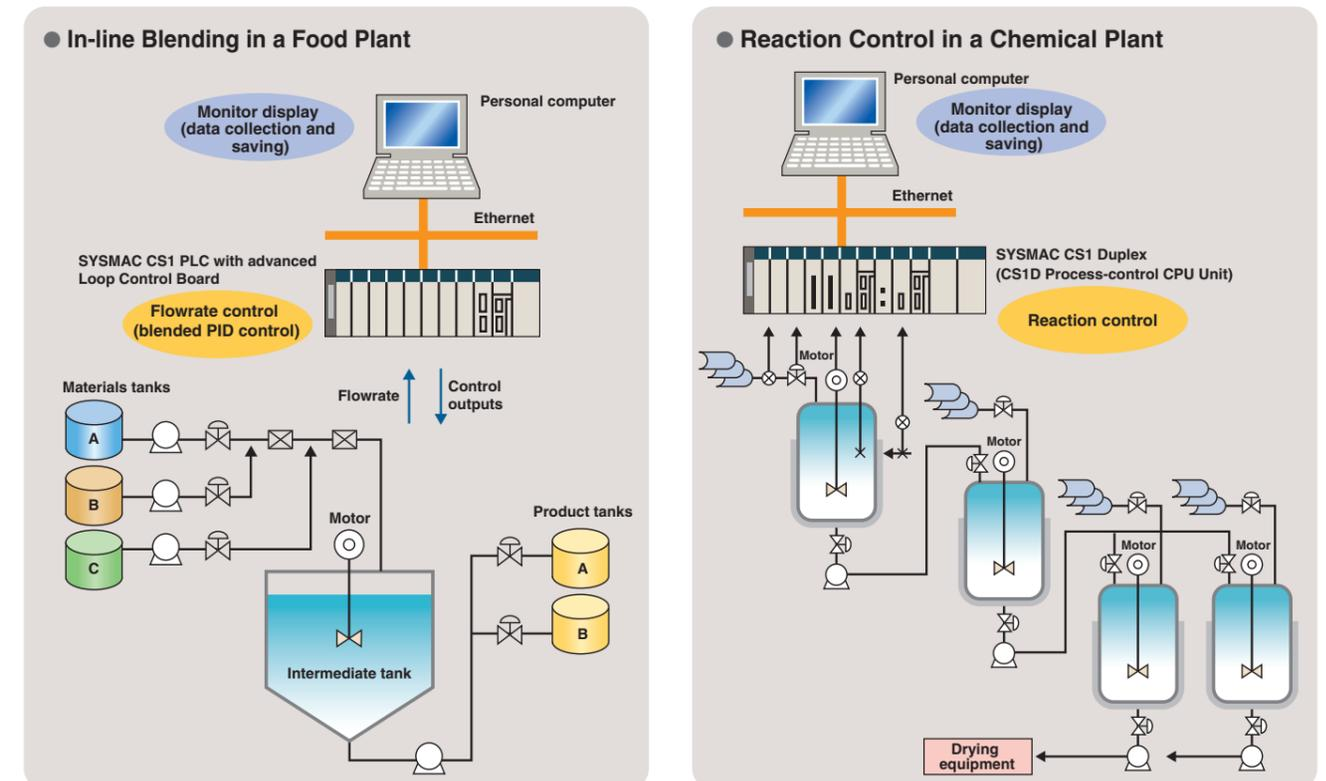 In-line Blending in a Food Plant
Monitor display
(data collection and
saving)
Personal computer
Ethernet
SYSMAC CS1 PLC with advanced
Loop Control Board
Flowrate control
(blended PID control)
Materials tanks
Flowrate
Control
outputs
A
B
C
Motor
Product tanks
A
B
Intermediate tank
Reaction Control in a Chemical Plant
Personal computer
Monitor display
(data collection and
saving)
Ethernet
SYSMAC CS1 Duplex
(CS1D Process-control CPU Unit)
Reaction control
Motor
Motor
Motor
Motor
Drying
equipment